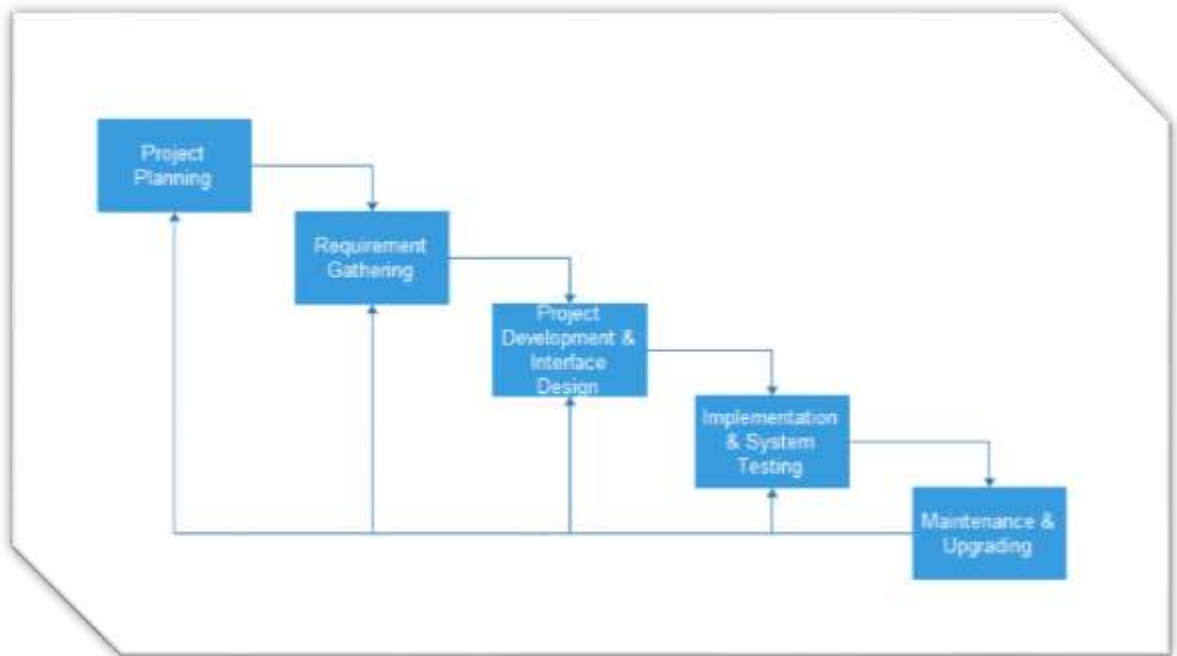 Project
Planning
Requirement
Gathering
Project
Development &
Interface
Design
Implementation
& System
Testing
Maintenance &
Upgrading